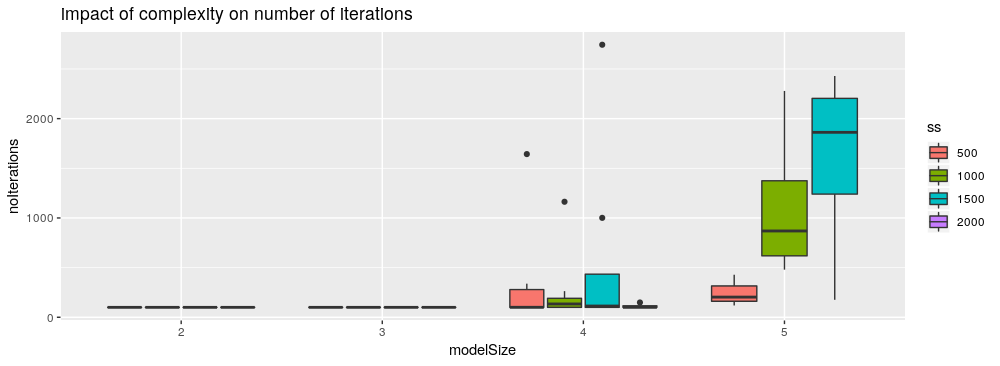 Impact of complexity on number of iterations
noIterations
2000
1000
0
2
3
4
5
modelSize
ss
500
1000
1500
2000